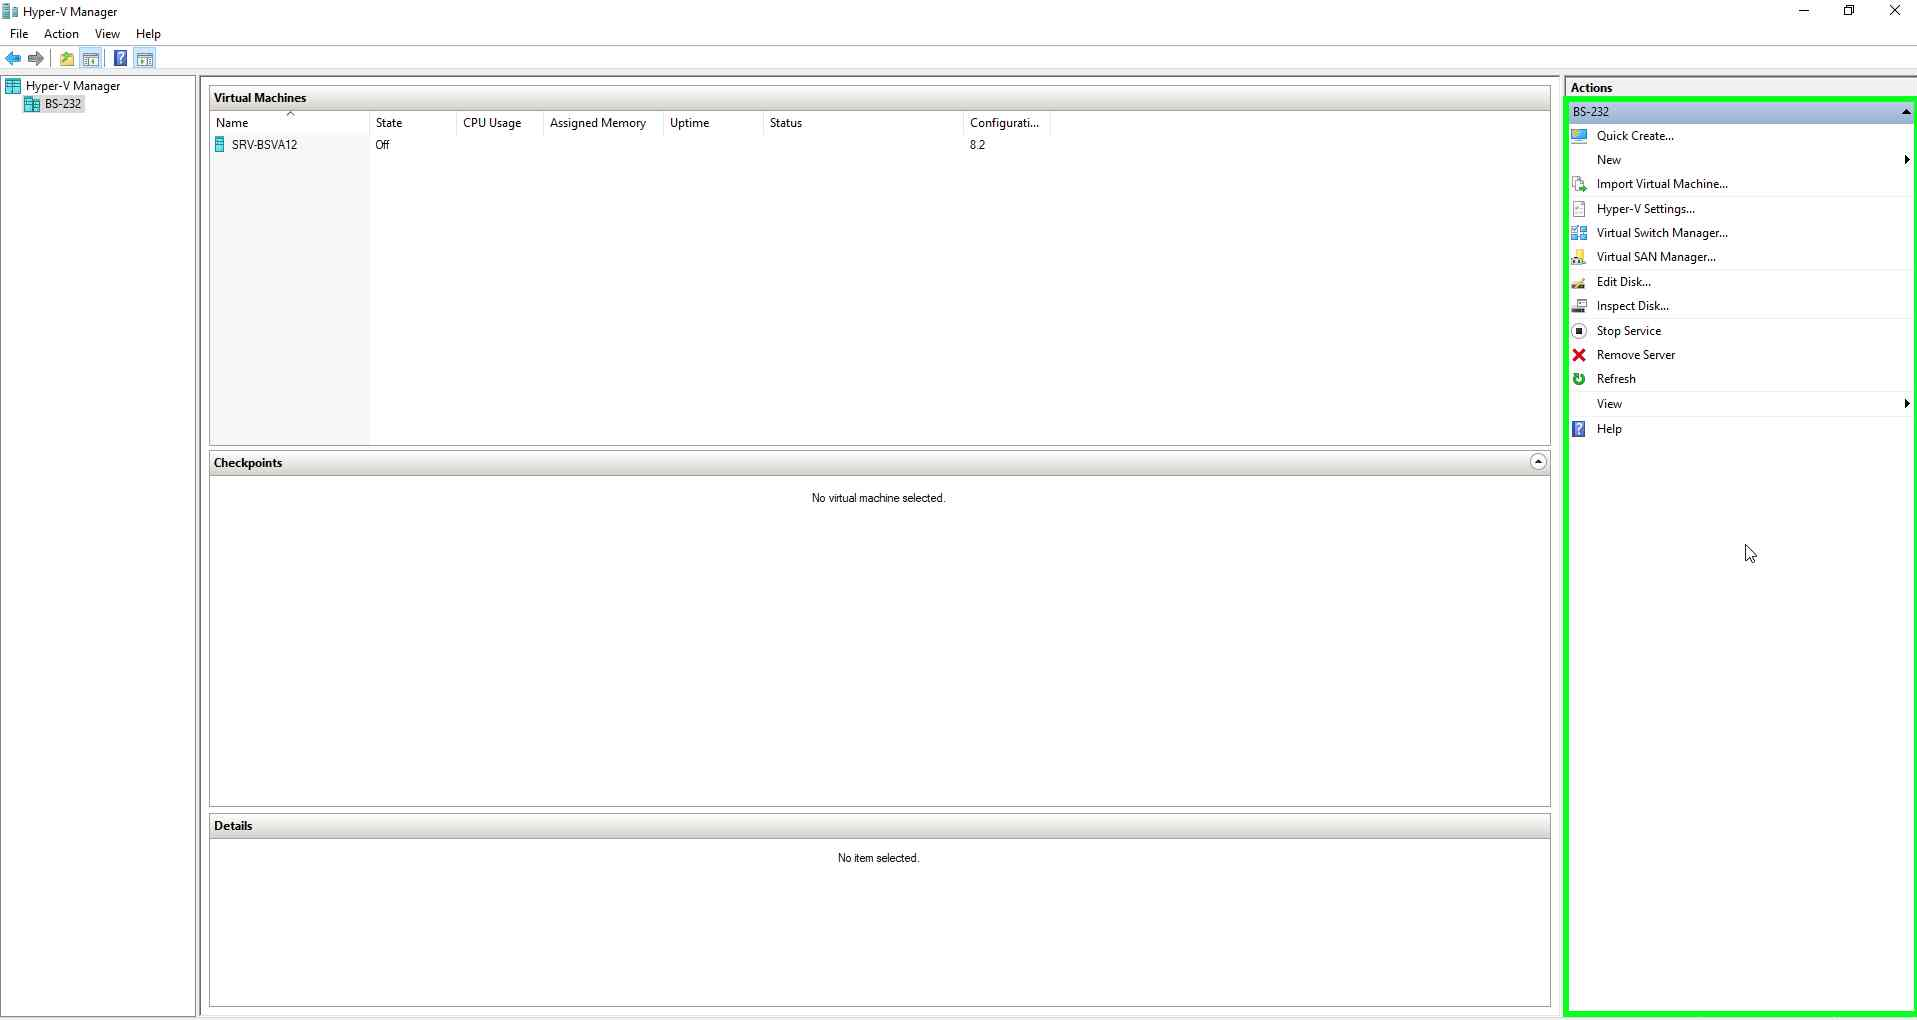 Hyper-V Manager
File Action View Help
Hyper-V Manager
BS-232
Virtual Machines
Name State CPU Usage Assigned Memory Uptime Status Configurati...
SRV-BSVA12 Off 8.2
Checkpoints
No virtual machine selected.
Details
No item selected.
Actions
BS-232
Quick Create...
New
Import Virtual Machine...
Hyper-V Settings...
Virtual Switch Manager...
Virtual SAN Manager...
Edit Disk...
Inspect Disk...
Stop Service
Remove Server
Refresh
View
Help